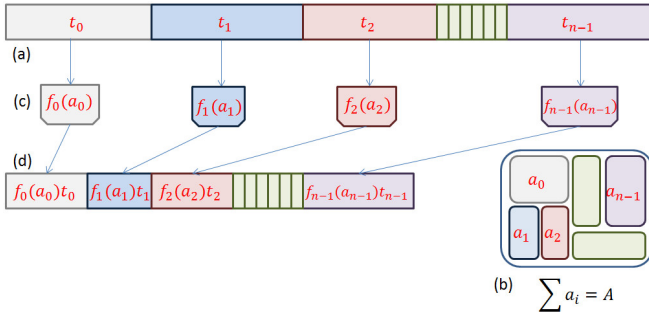 t₀ t₁ t₂ tₙ₋₁
(a)
(c) f₀(a₀) f₁(a₁) f₂(a₂) fₙ₋₁(aₙ₋₁)
(d)
f₀(a₀)t₀ f₁(a₁)t₁ f₂(a₂)t₂ fₙ₋₁(aₙ₋₁)tₙ₋₁
a₀ aₙ₋₁
a₁ a₂
(b)
∑ aᵢ = A